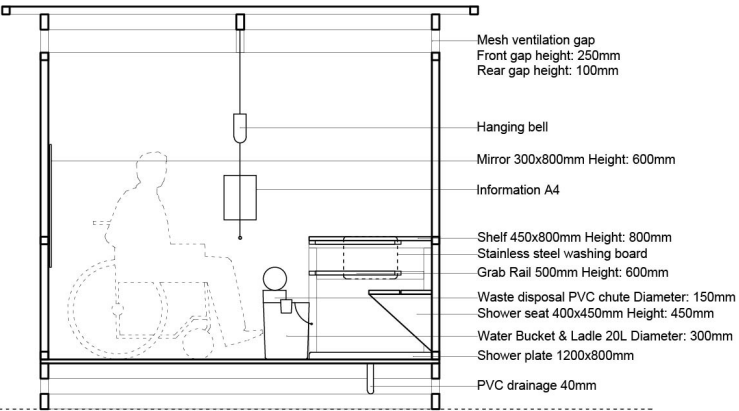 Mesh ventilation gap
Front gap height: 250mm
Rear gap height: 100mm
Hanging bell
Mirror 300x800mm Height: 600mm
Information A4
Shelf 450x800mm Height: 800mm
Stainless steel washing board
Grab Rail 500mm Height: 600mm
Waste disposal PVC chute Diameter: 150mm
Shower seat 400x450mm Height: 450mm
Water Bucket & Ladle 20L Diameter: 300mm
Shower plate 1200x800mm
PVC drainage 40mm